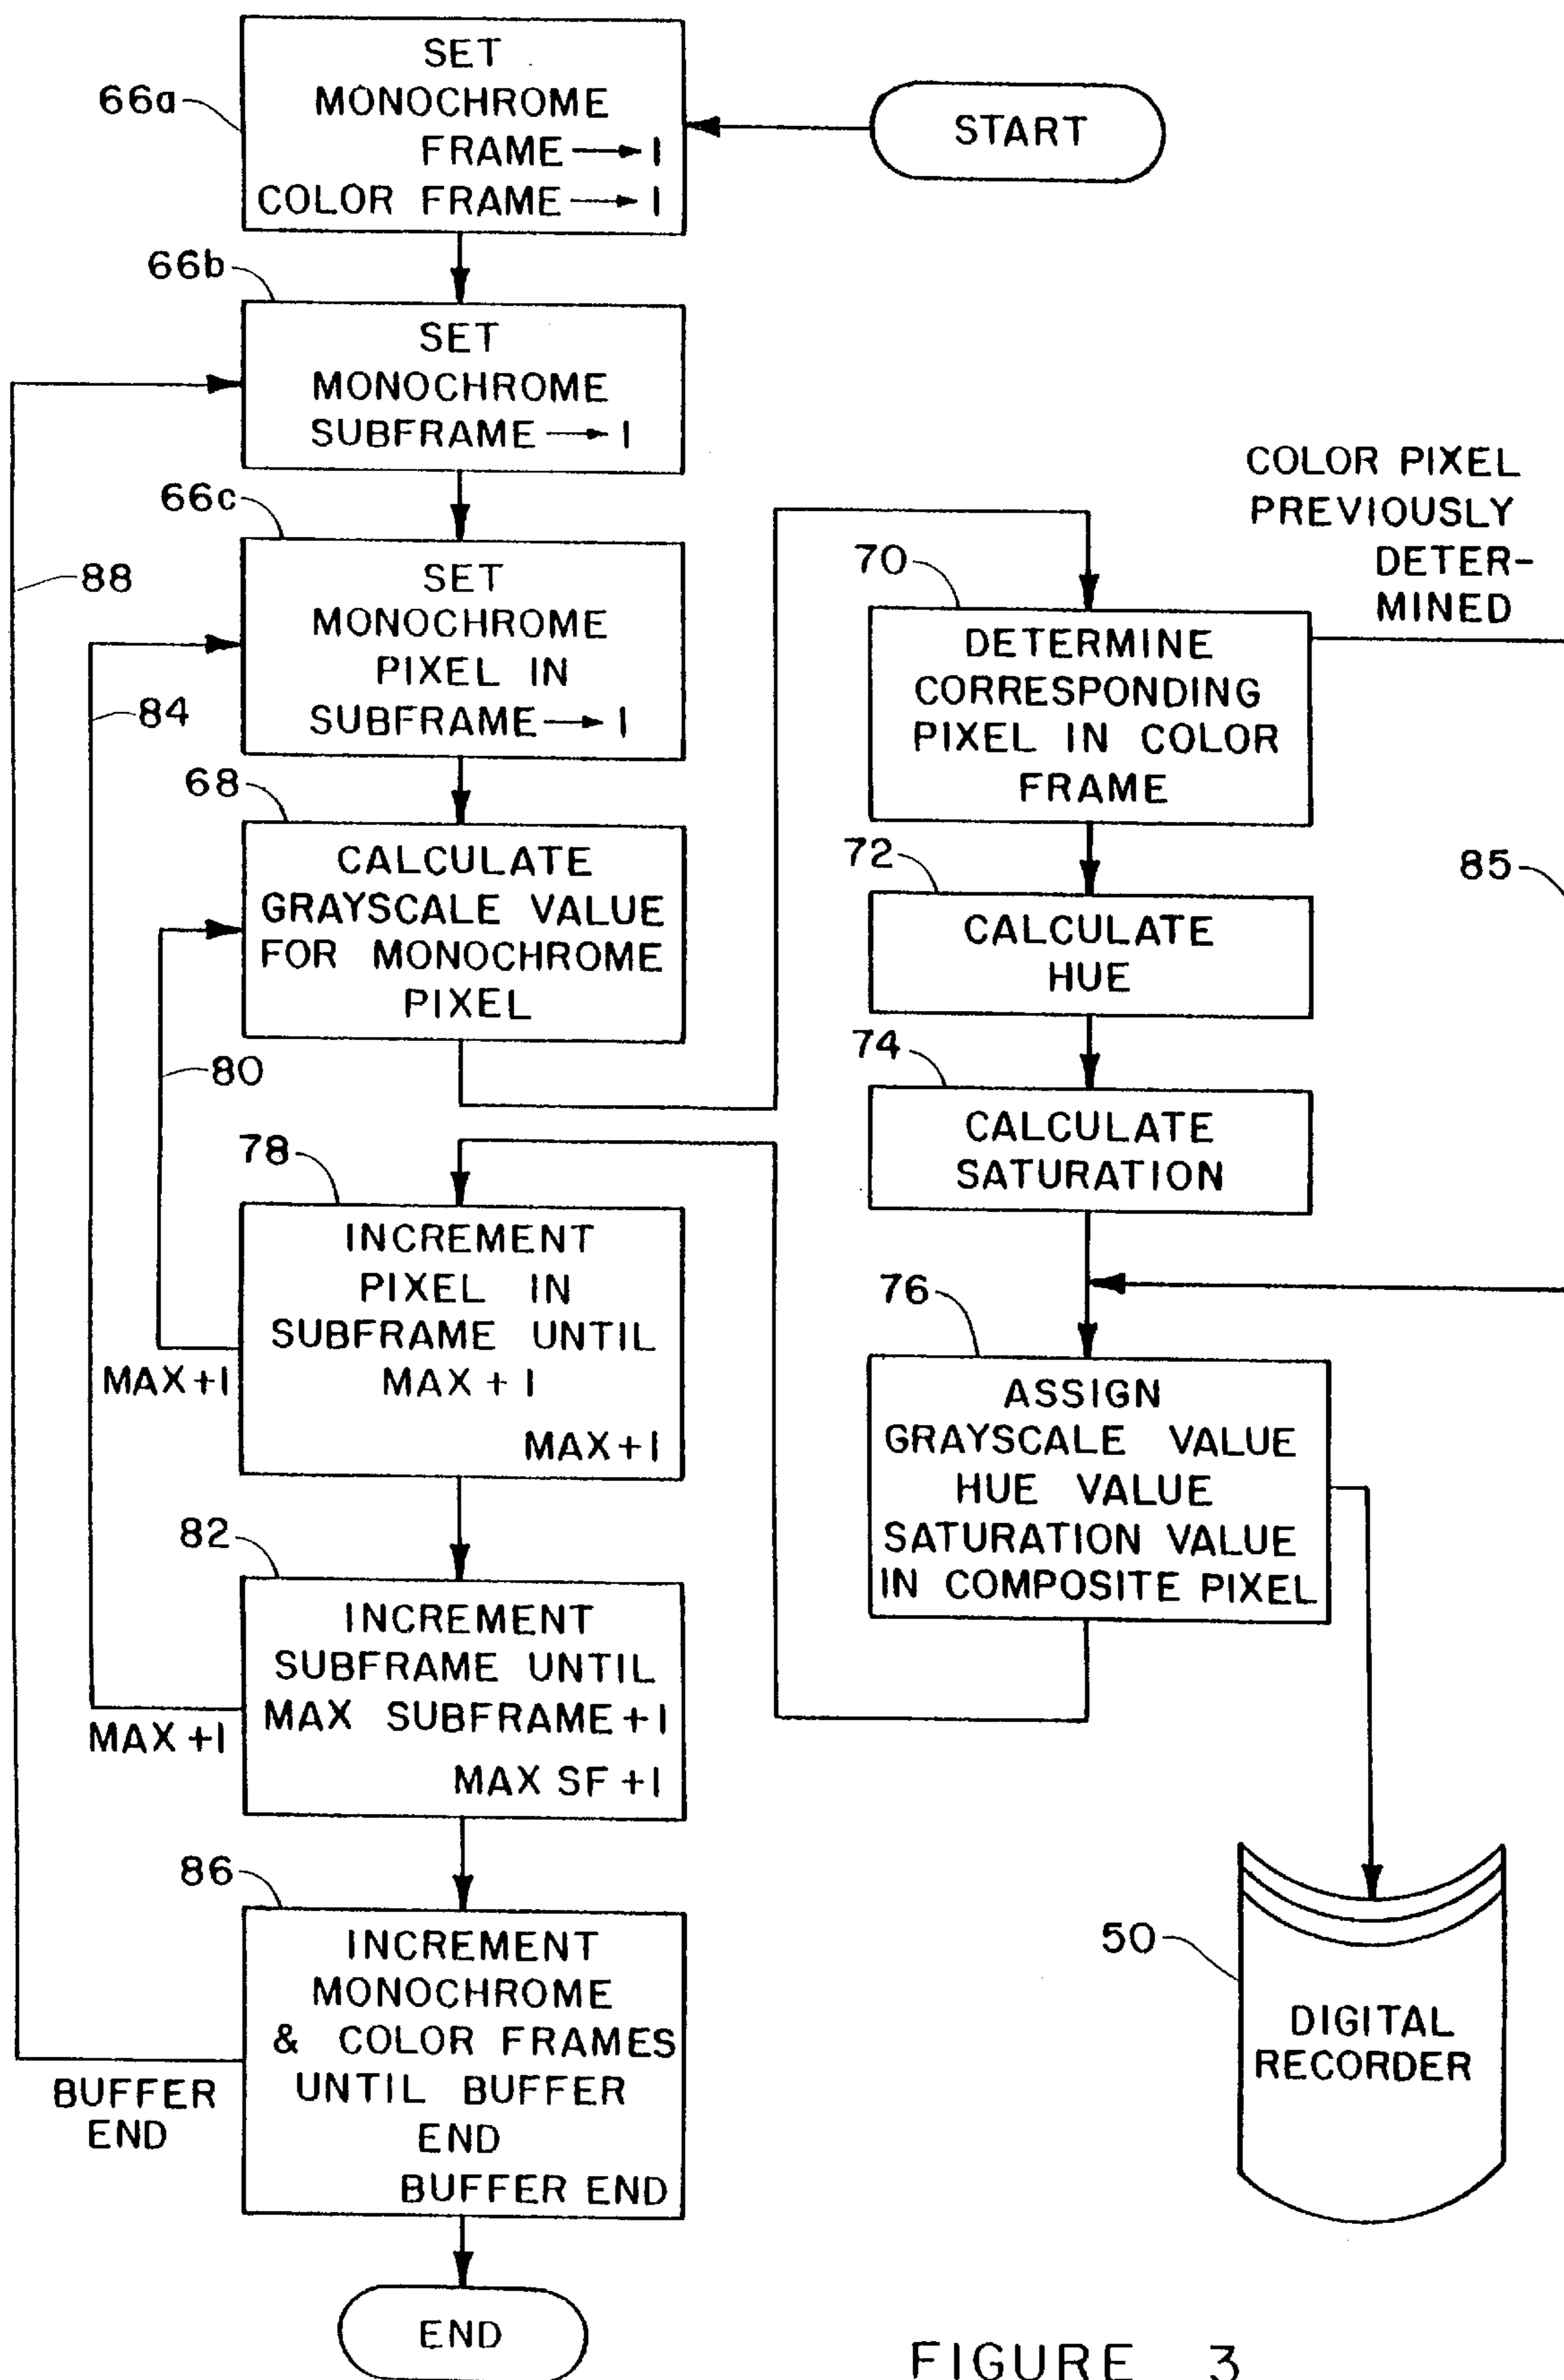 66a
SET
MONOCHROME
FRAME → 1
COLOR FRAME → 1
START
66b
SET
MONOCHROME
SUBFRAME → 1
66c
SET
MONOCHROME
PIXEL IN
SUBFRAME → 1
88
84
68
CALCULATE
GRAYSCALE VALUE
FOR MONOCHROME
PIXEL
80
78
INCREMENT
PIXEL IN
SUBFRAME UNTIL
MAX + 1
MAX+1
MAX+1
82
INCREMENT
SUBFRAME UNTIL
MAX SUBFRAME+1
MAX SF +1
MAX +1
86
INCREMENT
MONOCHROME
& COLOR FRAMES
UNTIL BUFFER
END
BUFFER END
BUFFER
END
END
COLOR PIXEL
PREVIOUSLY
DETER-
MINED
70
DETERMINE
CORRESPONDING
PIXEL IN COLOR
FRAME
85
72
CALCULATE
HUE
74
CALCULATE
SATURATION
76
ASSIGN
GRAYSCALE VALUE
HUE VALUE
SATURATION VALUE
IN COMPOSITE PIXEL
50
DIGITAL
RECORDER
FIGURE 3